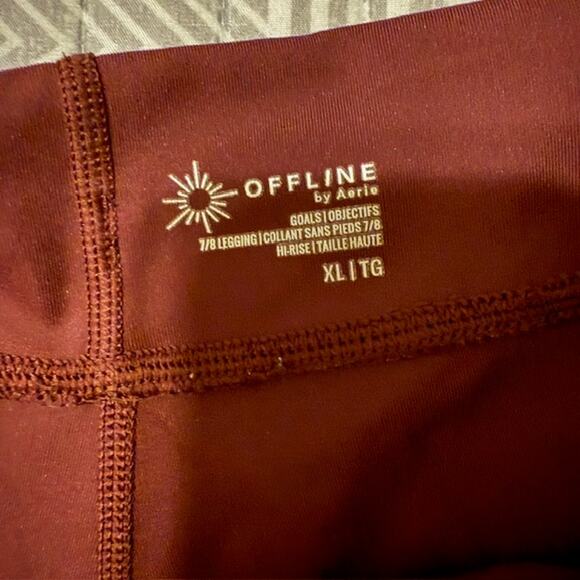 OFFLINE
by Aerie
GOALS | OBJECTIFS
7/8 LEGGING | COLLANT SANS PIEDS 7/8
HI-RISE | TAILLE HAUTE
XL | TG